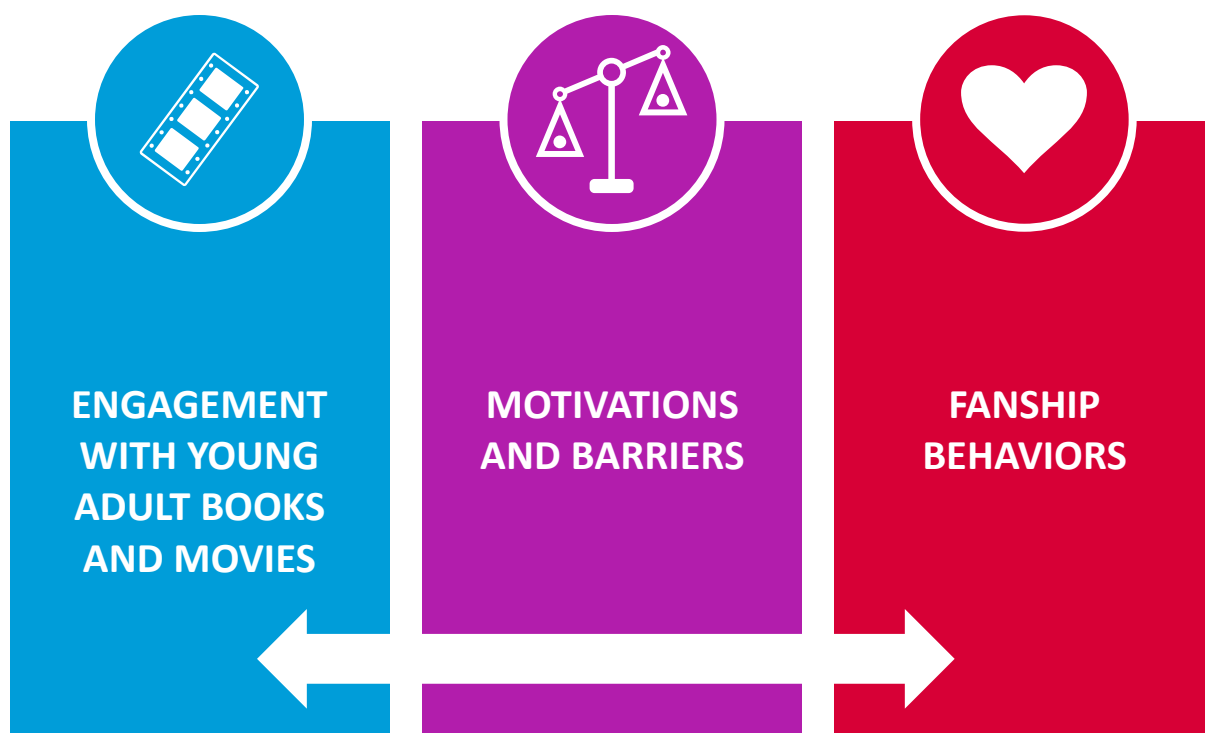 ENGAGEMENT
WITH YOUNG
ADULT BOOKS
AND MOVIES
MOTIVATIONS
AND BARRIERS
FANSHIP
BEHAVIORS